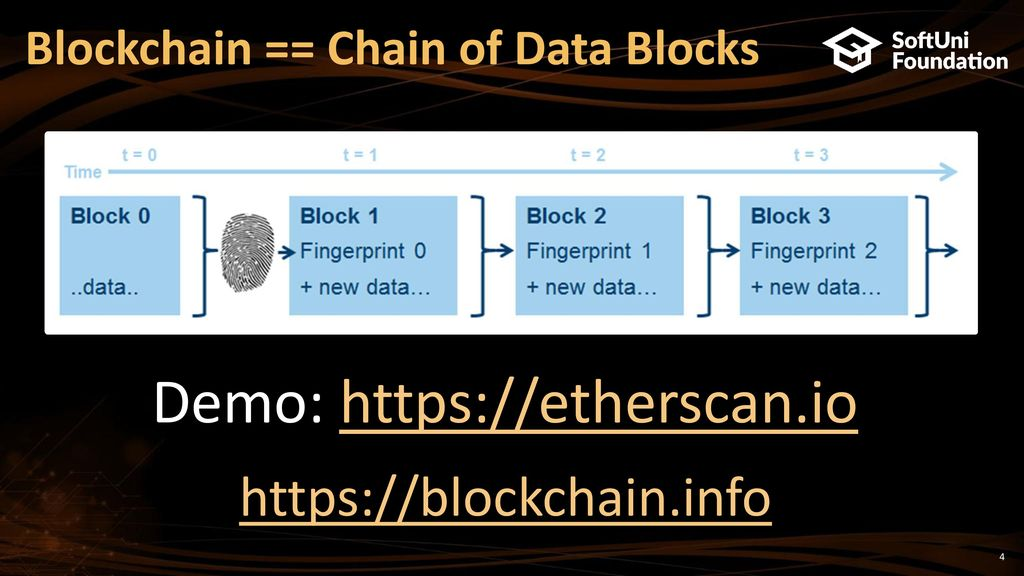 Blockchain == Chain of Data Blocks
SoftUni
Foundation
t = 0 t = 1 t = 2 t = 3
Time
Block 0 Block 1 Block 2 Block 3
Fingerprint 0 Fingerprint 1 Fingerprint 2
..data.. + new data… + new data… + new data…
Demo: https://etherscan.io
https://blockchain.info
4